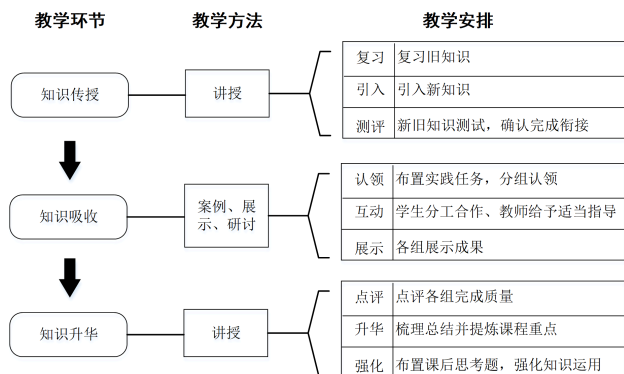 教学环节 教学方法 教学安排
知识传授
讲授
复习 复习旧知识
引入 引入新知识
测评 新旧知识测试，确认完成衔接
知识吸收
案例、展
示、研讨
认领 布置实践任务，分组认领
互动 学生分工合作、教师给予适当指导
展示 各组展示成果
知识升华
讲授
点评 点评各组完成质量
升华 梳理总结并提炼课程重点
强化 布置课后思考题，强化知识运用